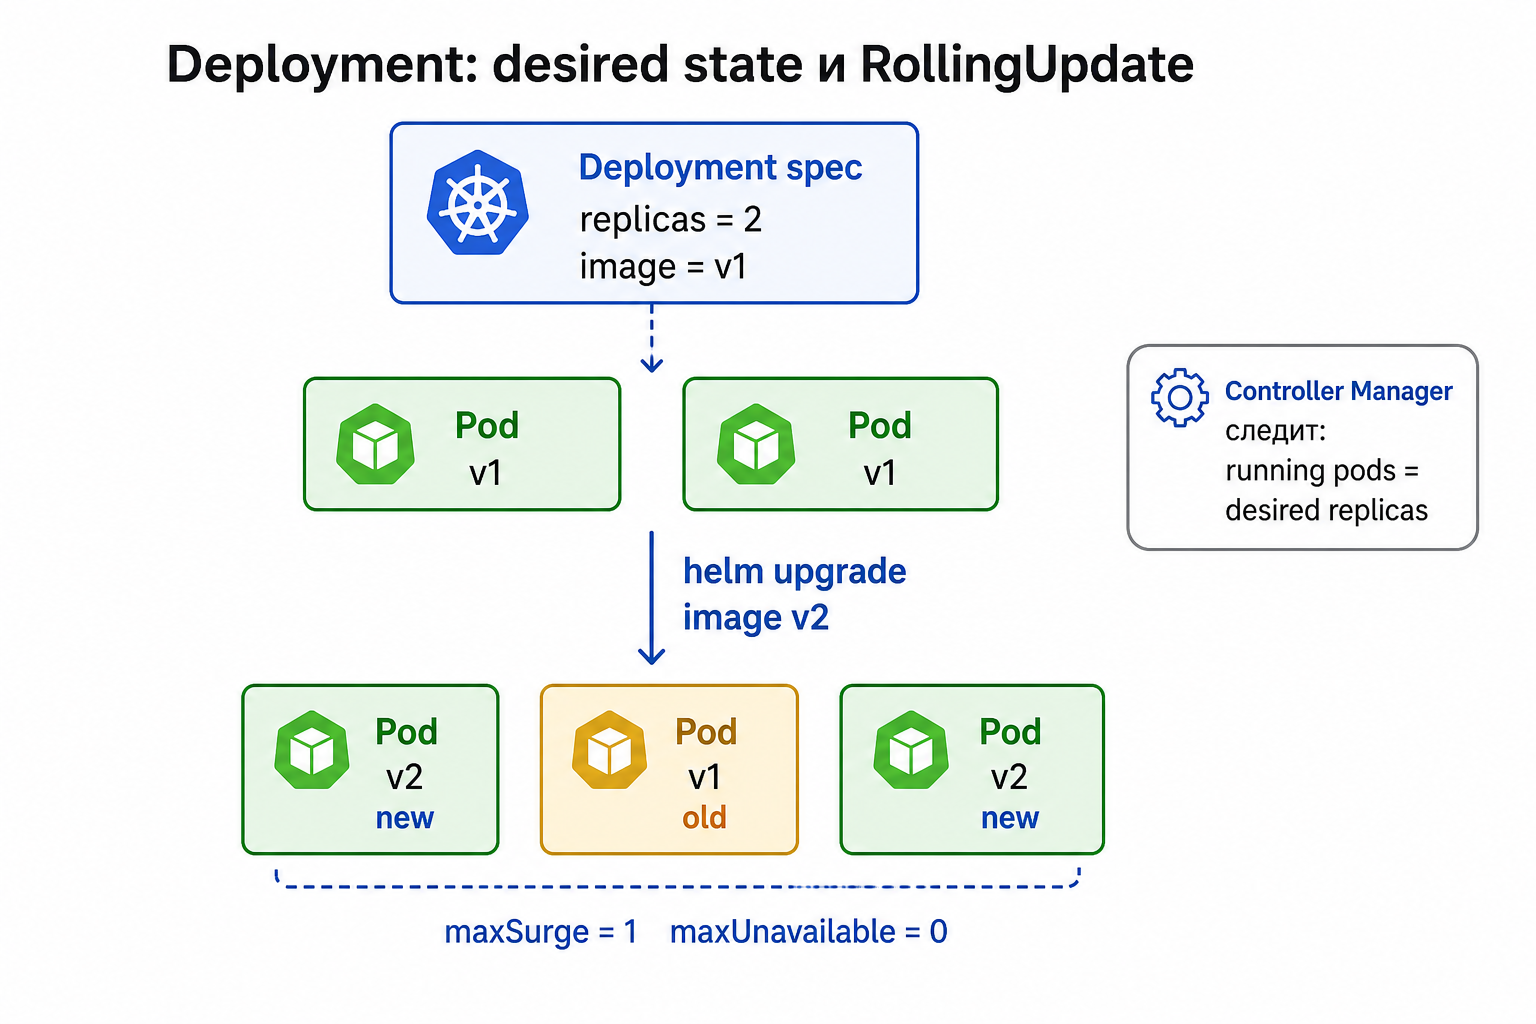 Deployment: desired state и RollingUpdate
Deployment spec
replicas = 2
image = v1
Pod
v1
Pod
v1
Controller Manager
следит:
running pods =
desired replicas
helm upgrade
image v2
Pod
v2
new
Pod
v1
old
Pod
v2
new
maxSurge = 1 maxUnavailable = 0